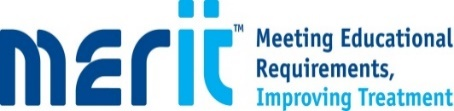 merit™
Meeting Educational
Requirements,
Improving Treatment